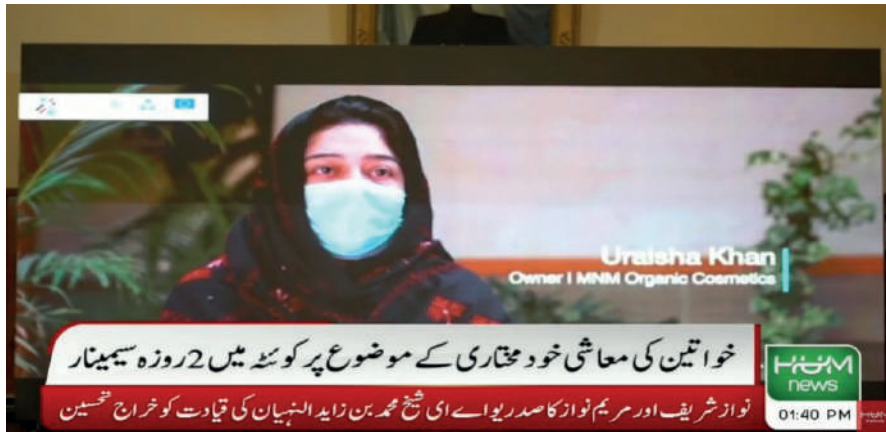 Uraisha Khan
Owner | MNM Organic Cosmetics
خواتین کی معاشی خود مختاری کے موضوع پر کوئٹہ میں 2 روزہ سیمینار
HUM
news
نواز شریف اور مریم نواز کا صدر یو اے ای شیخ محمد بن زاید النہیان کی قیادت کو خراج تحسین
01:40 PM
HUM